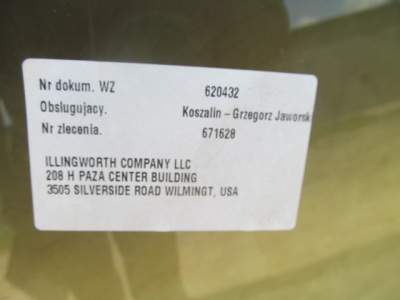 Nr dokum. WZ 620432
Obsługujacy. Koszalin – Grzegorz Jaworsk
Nr zlecenia. 671628
ILLINGWORTH COMPANY LLC
208 H PAZA CENTER BUILDING
3505 SILVERSIDE ROAD WILMINGT, USA